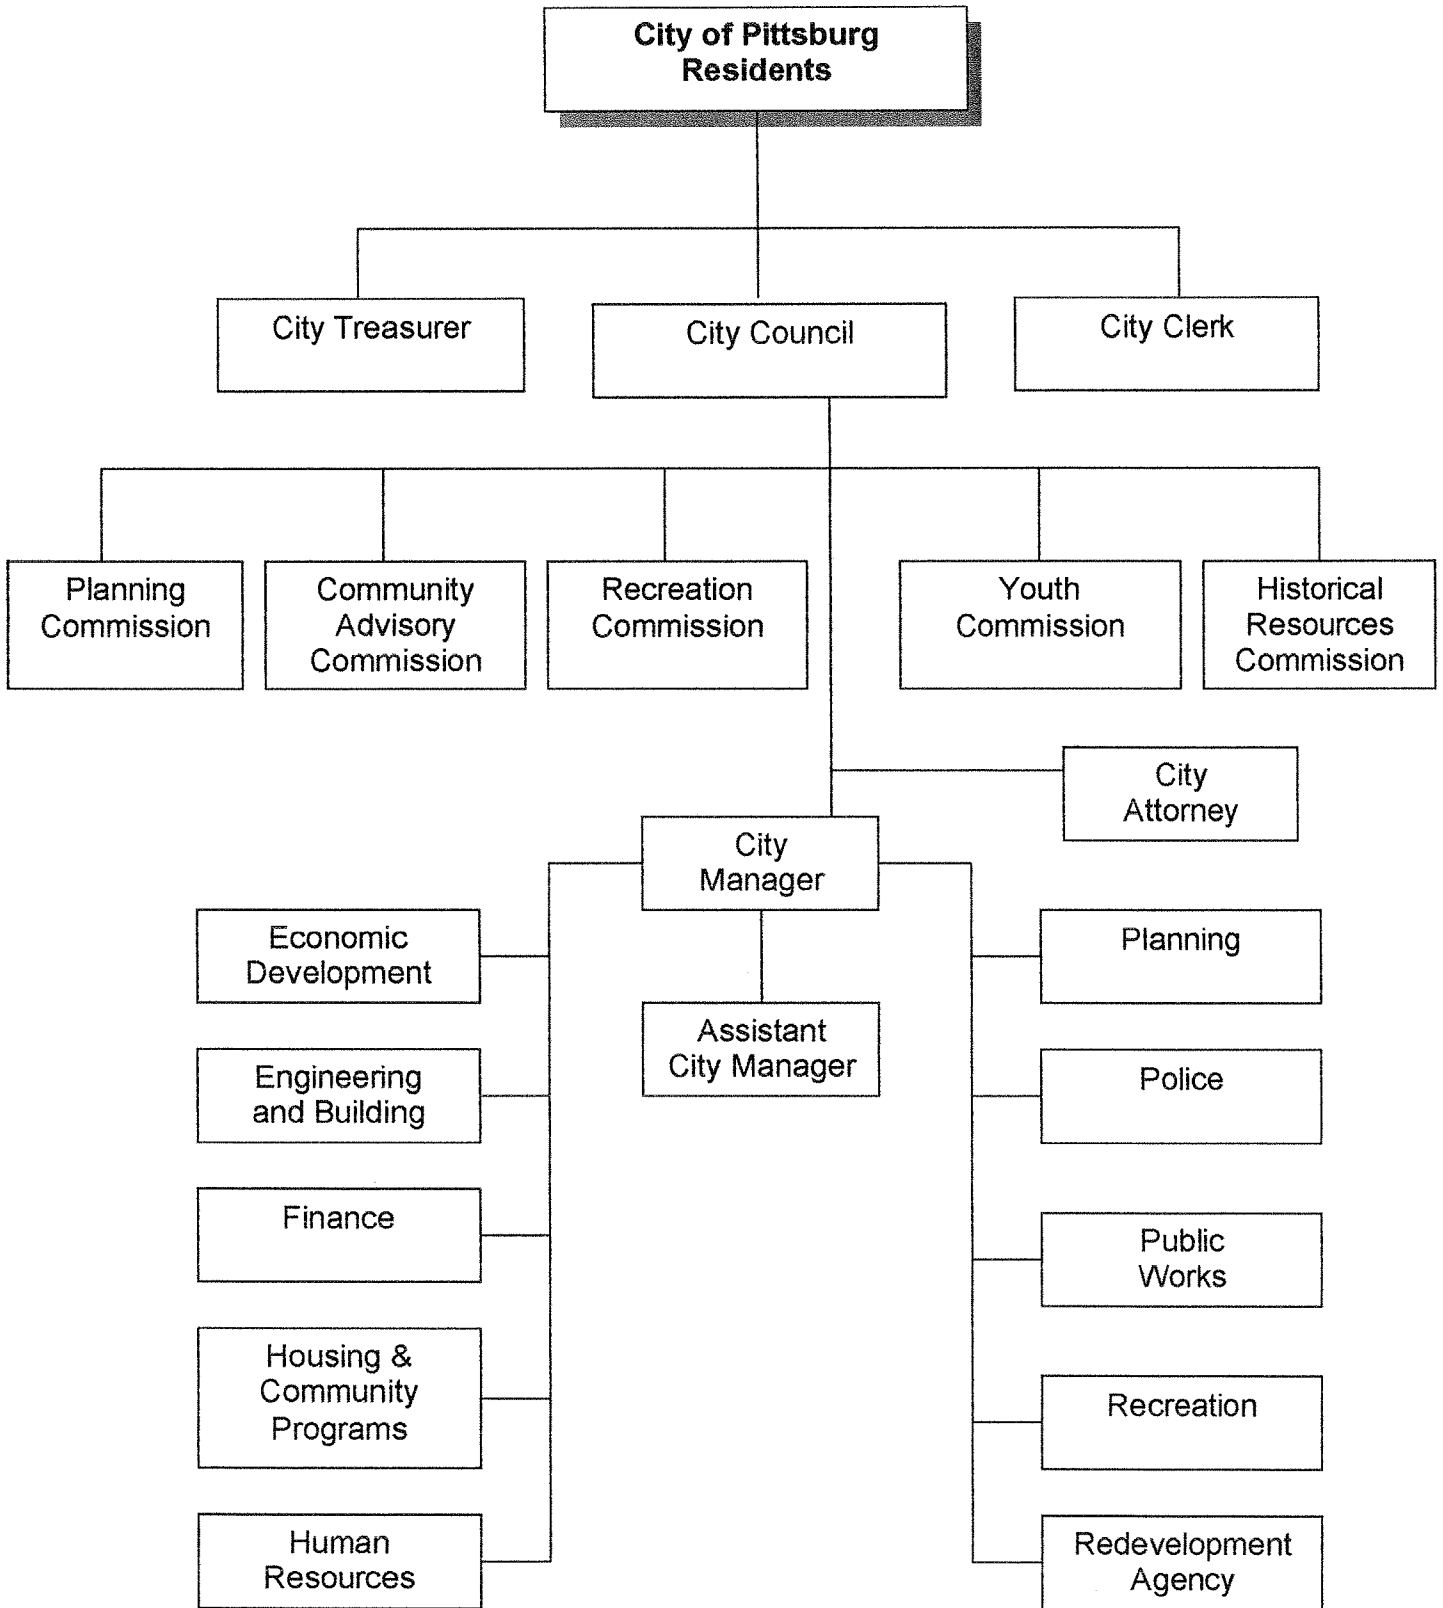 City of Pittsburg
Residents
City Treasurer
City Council
City Clerk
Planning
Commission
Community
Advisory
Commission
Recreation
Commission
Youth
Commission
Historical
Resources
Commission
City
Attorney
City
Manager
Economic
Development
Planning
Assistant
City Manager
Engineering
and Building
Police
Finance
Public
Works
Housing &
Community
Programs
Recreation
Human
Resources
Redevelopment
Agency